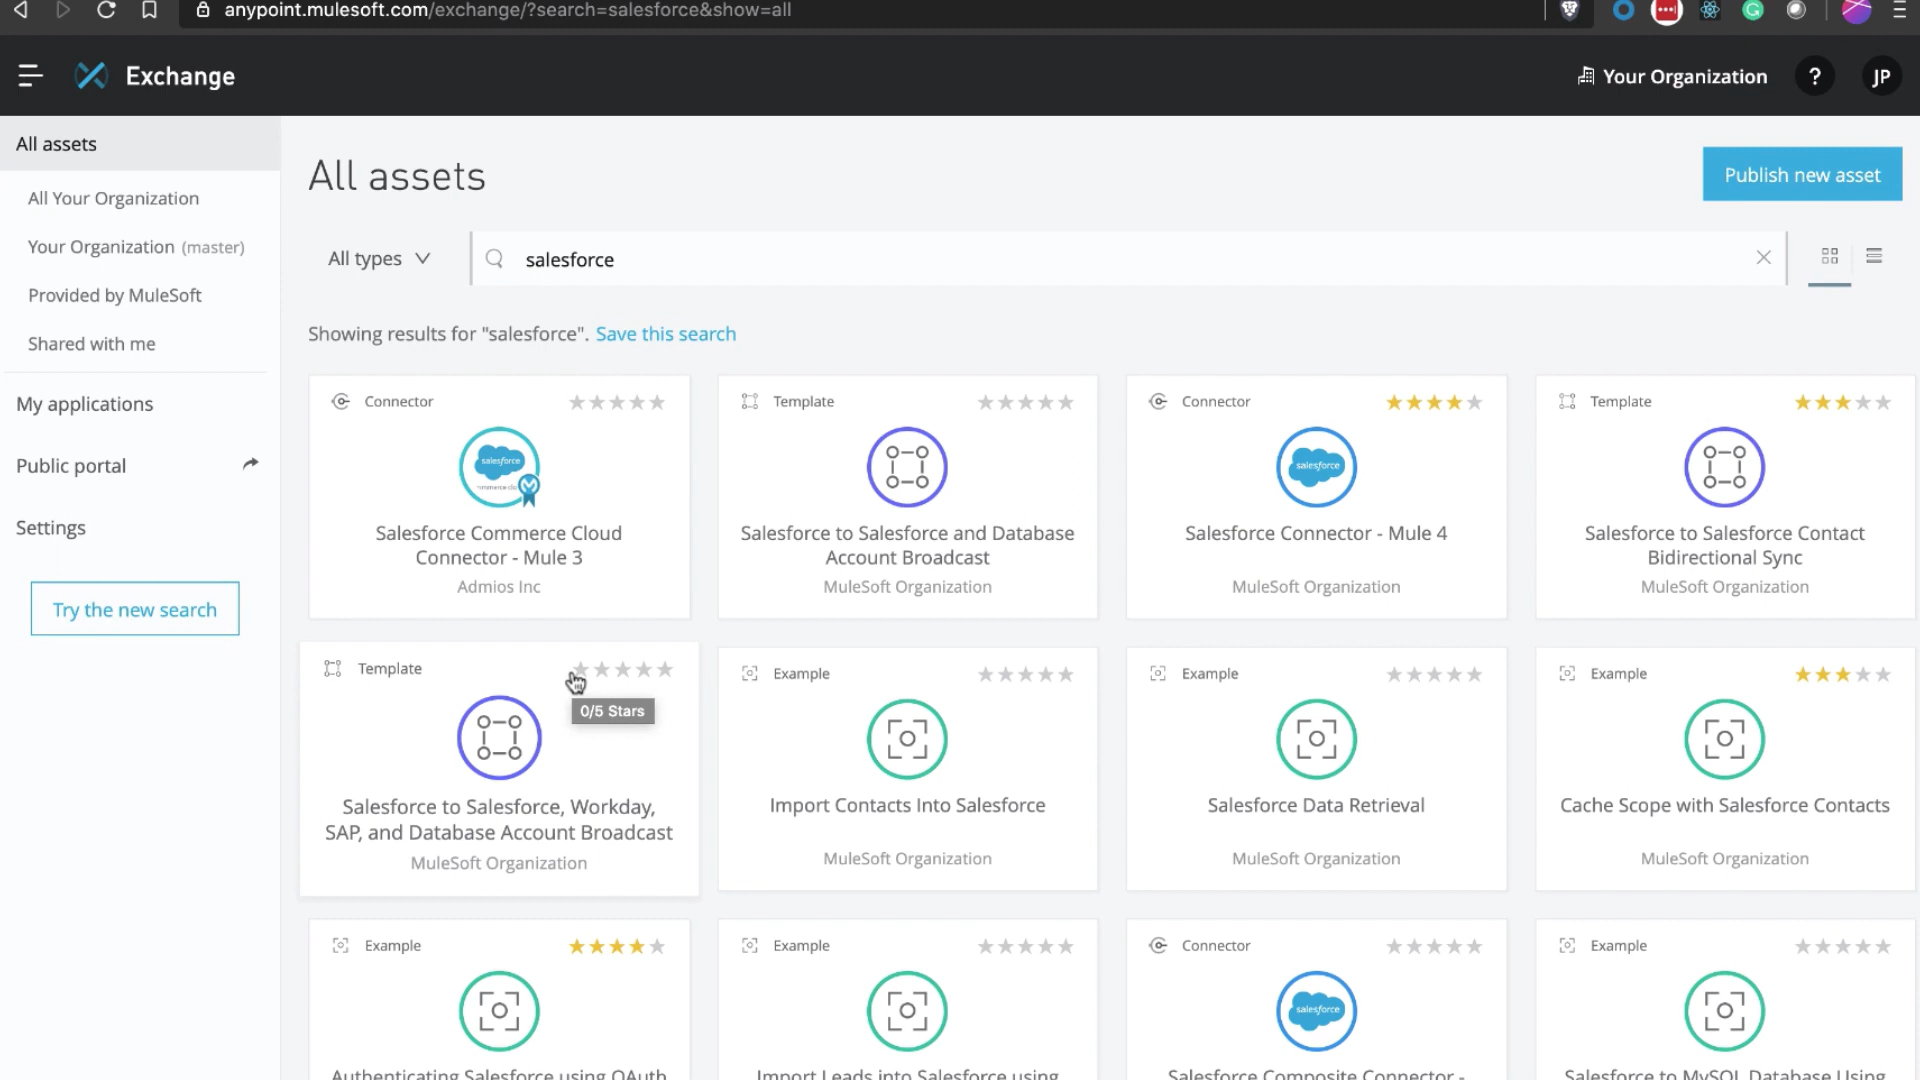 anypoint.mulesoft.com/exchange/?search=salesforce&show=all
Exchange
Your Organization
?
JP
All assets
All Your Organization
Your Organization (master)
Provided by MuleSoft
Shared with me
My applications
Public portal
Settings
Try the new search
All assets
Publish new asset
All types
salesforce
Showing results for "salesforce". Save this search
Connector
salesforce
Salesforce Commerce Cloud
Connector - Mule 3
Admios Inc
Template
Salesforce to Salesforce and Database
Account Broadcast
MuleSoft Organization
Connector
salesforce
Salesforce Connector - Mule 4
MuleSoft Organization
Template
Salesforce to Salesforce Contact
Bidirectional Sync
MuleSoft Organization
Template
0/5 Stars
Salesforce to Salesforce, Workday,
SAP, and Database Account Broadcast
MuleSoft Organization
Example
Import Contacts Into Salesforce
MuleSoft Organization
Example
Salesforce Data Retrieval
MuleSoft Organization
Example
Cache Scope with Salesforce Contacts
MuleSoft Organization
Example
Authenticating Salesforce using OAuth
Example
Import Leads into Salesforce using
Connector
salesforce
Salesforce Composite Connector -
Example
Salesforce to MySQL Database Using